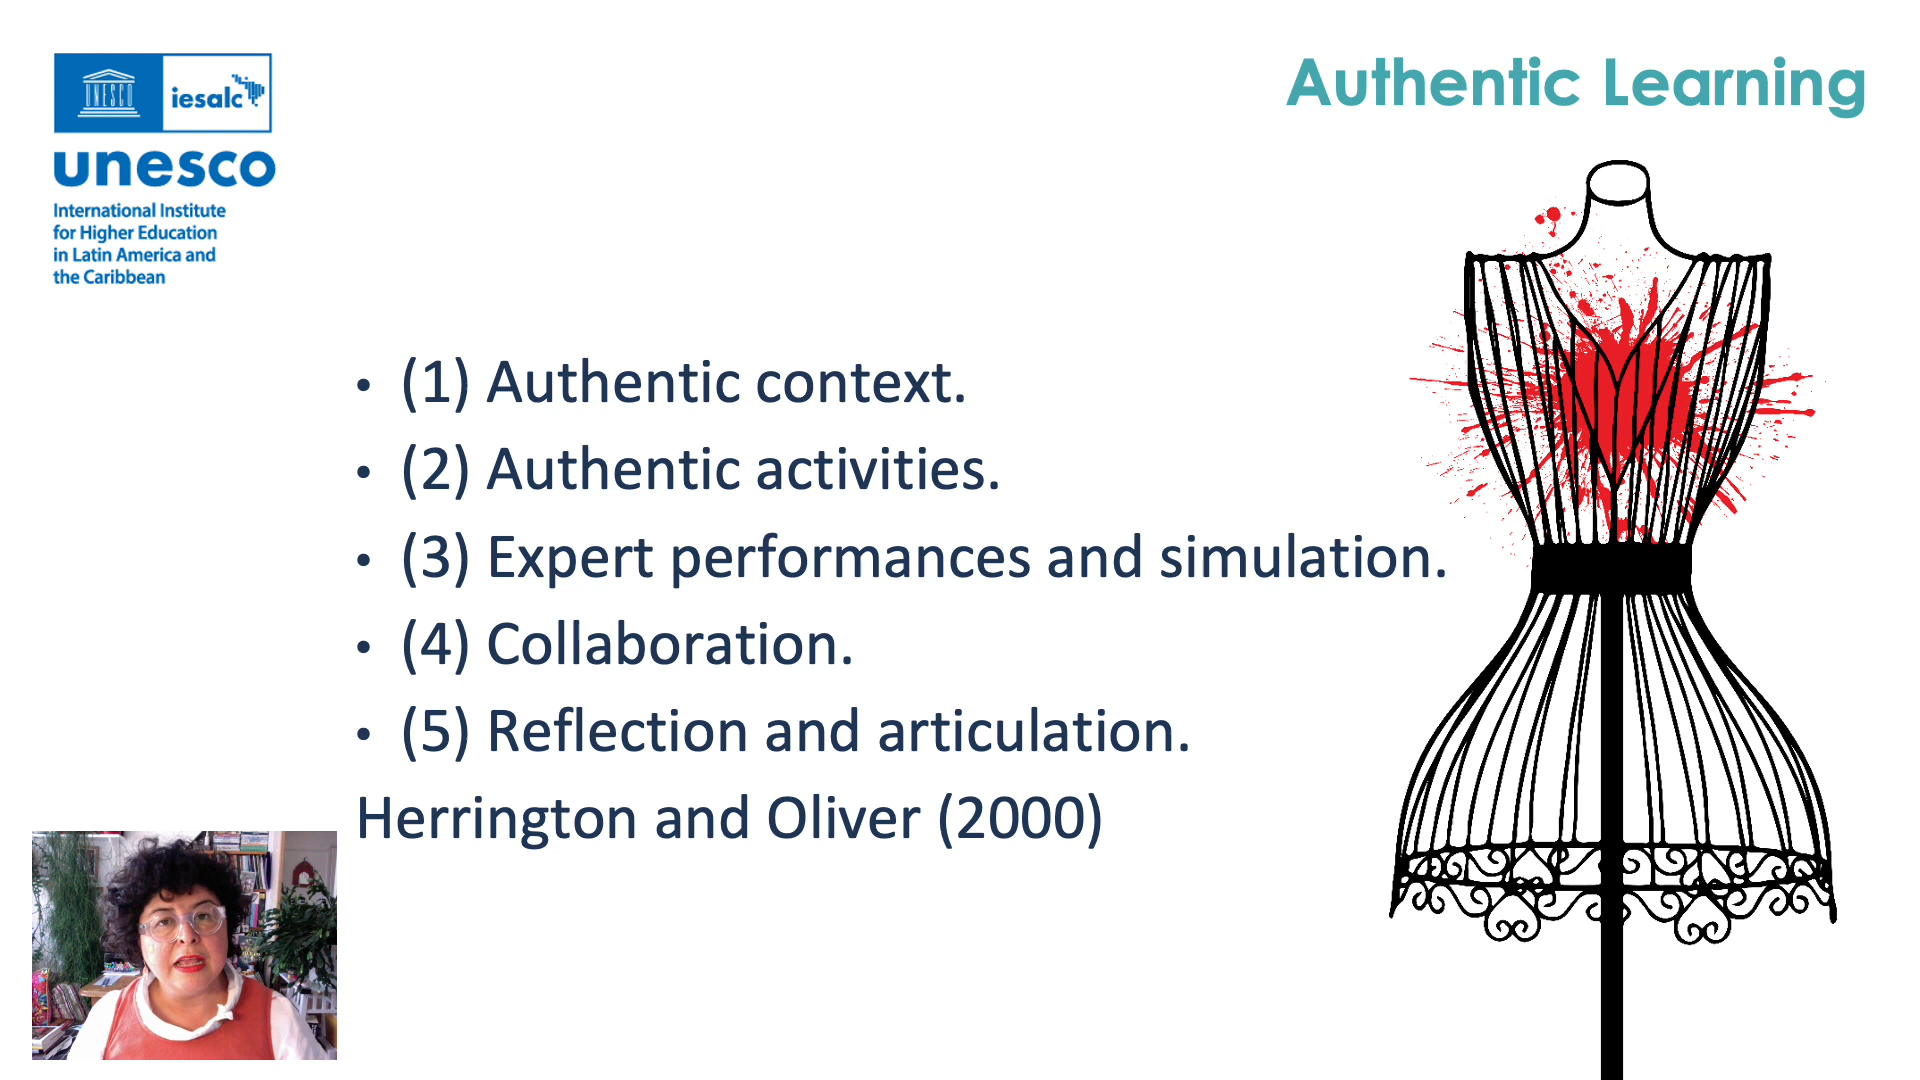 UNESCO
iesalc
unesco
International Institute
for Higher Education
in Latin America and
the Caribbean
Authentic Learning
• (1) Authentic context.
• (2) Authentic activities.
• (3) Expert performances and simulation.
• (4) Collaboration.
• (5) Reflection and articulation.
Herrington and Oliver (2000)